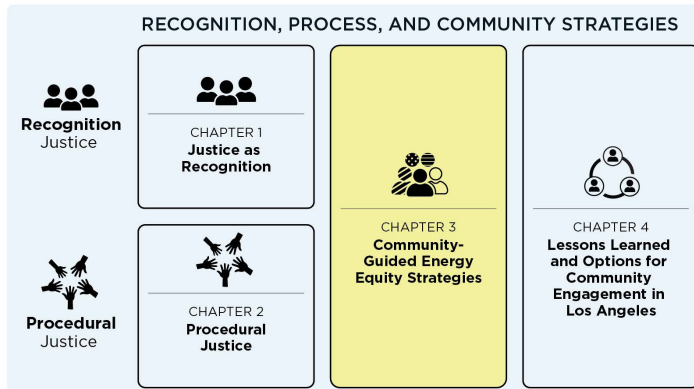 RECOGNITION, PROCESS, AND COMMUNITY STRATEGIES
Recognition
Justice
CHAPTER 1
Justice as
Recognition
Procedural
Justice
CHAPTER 2
Procedural
Justice
CHAPTER 3
Community-
Guided Energy
Equity Strategies
CHAPTER 4
Lessons Learned
and Options for
Community
Engagement in
Los Angeles